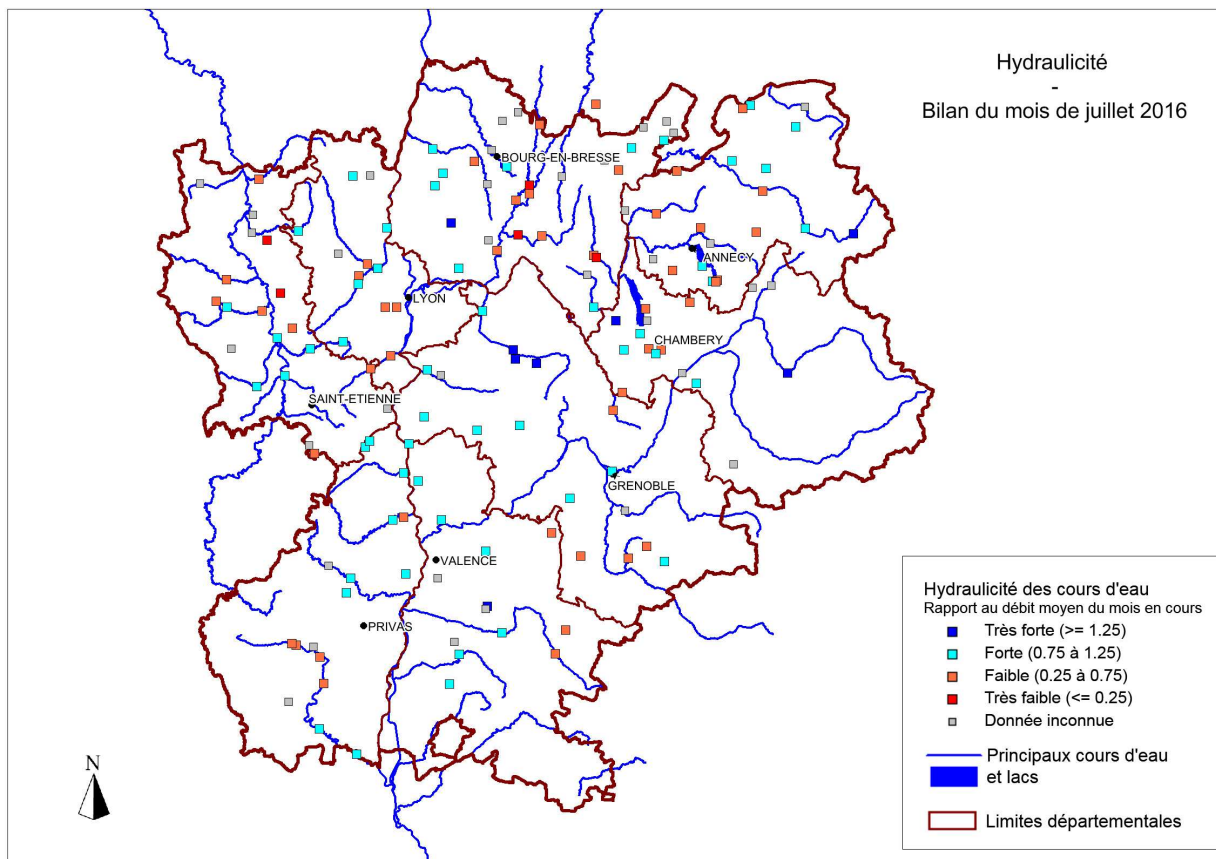 Hydraulicité
-
Bilan du mois de juillet 2016
BOURG-EN-BRESSE
ANNECY
LYON
CHAMBERY
SAINT-ETIENNE
GRENOBLE
VALENCE
PRIVAS
N
Hydraulicité des cours d'eau
Rapport au débit moyen du mois en cours
Très forte (>= 1.25)
Forte (0.75 à 1.25)
Faible (0.25 à 0.75)
Très faible (<= 0.25)
Donnée inconnue
Principaux cours d'eau
et lacs
Limites départementales